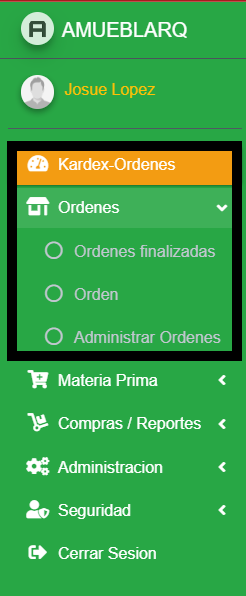 AMUEBLARQ
Josue Lopez
Kardex-Ordenes
Ordenes
Ordenes finalizadas
Orden
Administrar Ordenes
Materia Prima
Compras / Reportes
Administracion
Seguridad
Cerrar Sesion